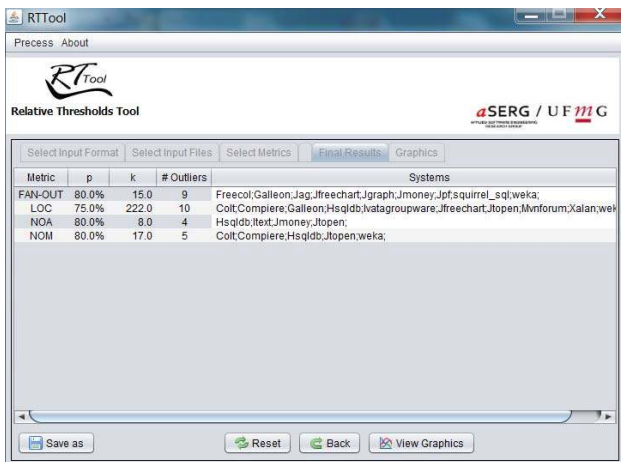 RTTool
Precess About
RTTool
Relative Thresholds Tool
aSERG / UFmG
Select Input Format Select Input Files Select Metrics Final Results Graphics
Metric p k # Outliers Systems
FAN-OUT 80.0% 15.0 9 Freecol;Galleon;Jag;Jfreechart;Jgraph;Jmoney;Jpf;squirrel_sql;weka;
LOC 75.0% 222.0 10 Colt;Compiere;Galleon;Hsqldb;Ivatagroupware;Jfreechart;Jtopen;Mvnforum;Xalan;wek
NOA 80.0% 8.0 4 Hsqldb;Itext;Jmoney;Jtopen;
NOM 80.0% 17.0 5 Colt;Compiere;Hsqldb;Jtopen;weka;
Save as Reset Back View Graphics